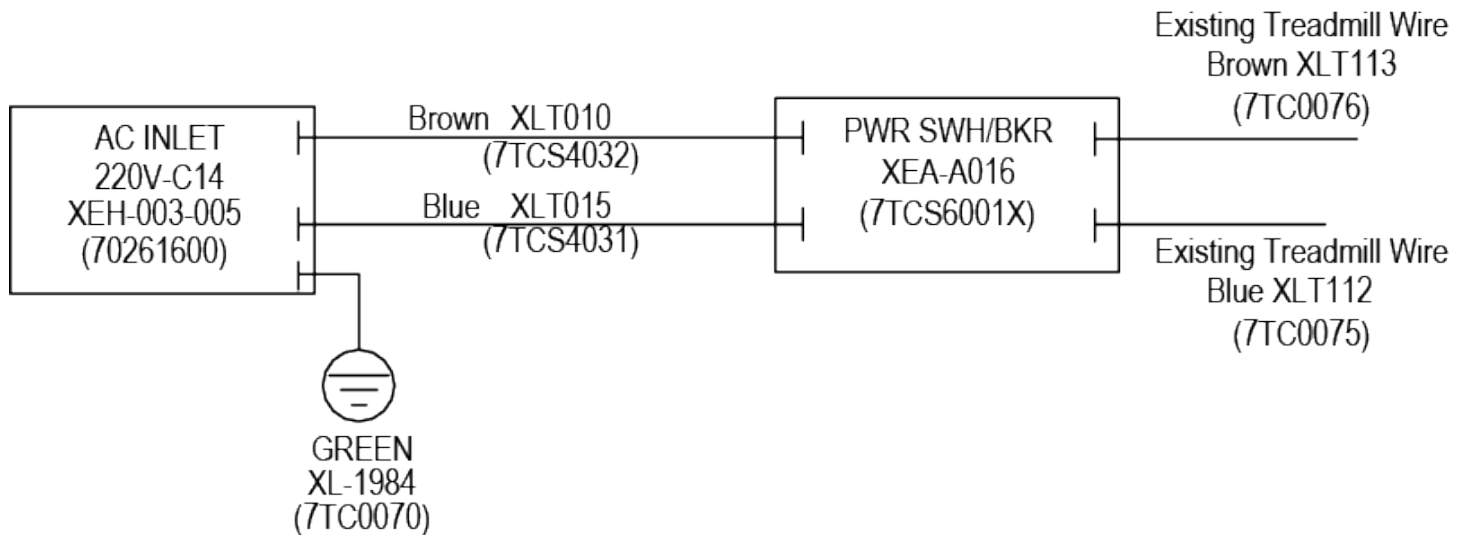 Existing Treadmill Wire
Brown XLT113
(7TC0076)
AC INLET
220V-C14
XEH-003-005
(70261600)
Brown XLT010
(7TCS4032)
Blue XLT015
(7TCS4031)
PWR SWH/BKR
XEA-A016
(7TCS6001X)
Existing Treadmill Wire
Blue XLT112
(7TC0075)
GREEN
XL-1984
(7TC0070)